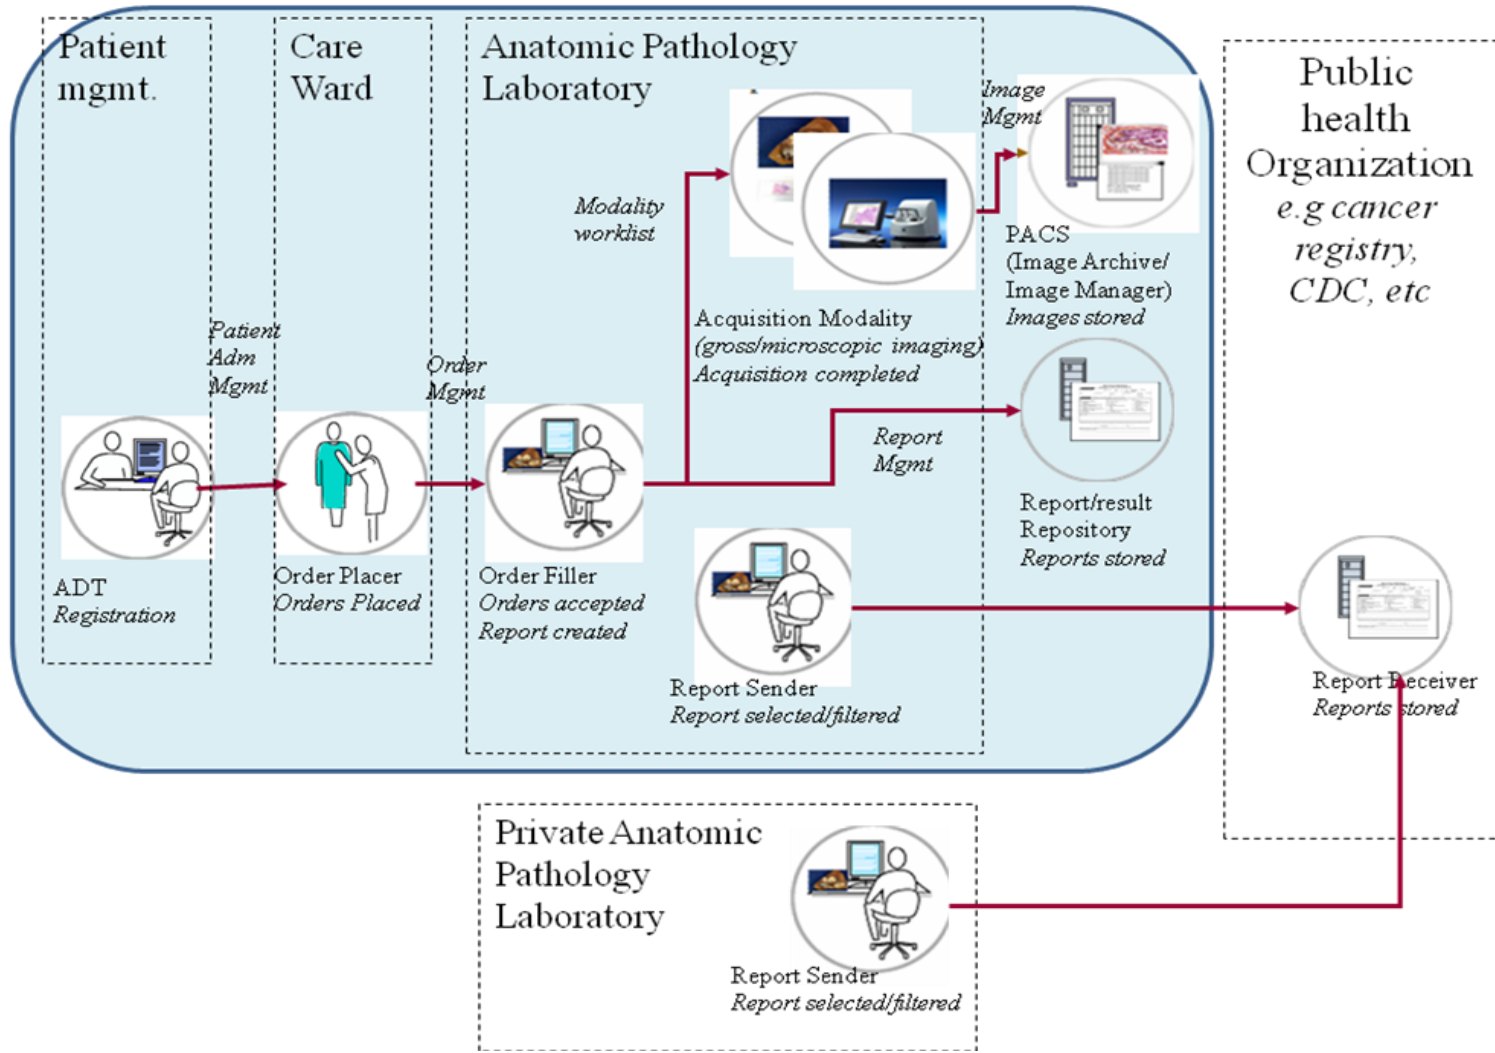 Patient
mgmt.
Care
Ward
Anatomic Pathology
Laboratory
Image
Mgmt
Public
health
Organization
e.g cancer
registry,
CDC, etc
Modality
worklist
PACS
(Image Archive/
Image Manager)
Images stored
Acquisition Modality
(gross/microscopic imaging)
Acquisition completed
Patient
Adm
Mgmt
Order
Mgmt
Report
Mgmt
Report/result
Repository
Reports stored
ADT
Registration
Order Placer
Orders Placed
Order Filler
Orders accepted
Report created
Report Sender
Report selected/filtered
Report Receiver
Reports stored
Private Anatomic
Pathology
Laboratory
Report Sender
Report selected/filtered